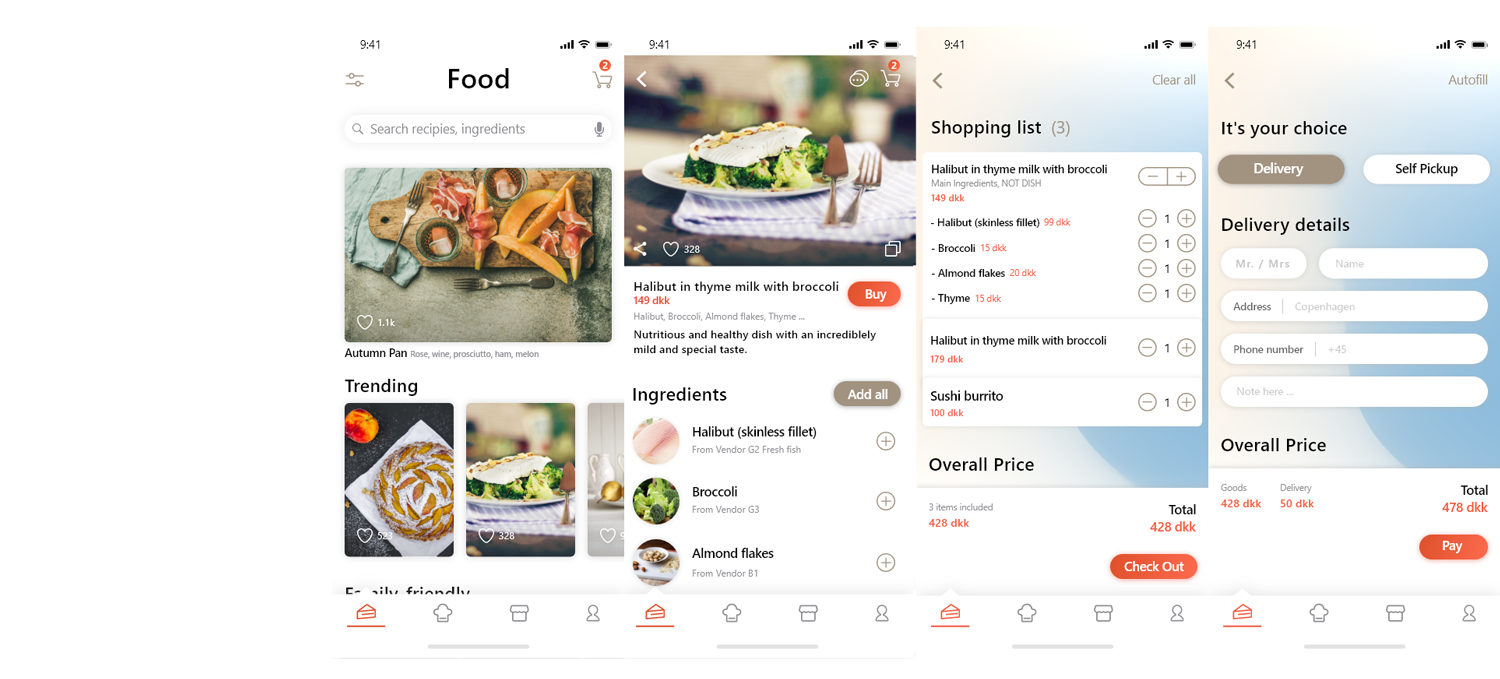 9:41
2
Food
Search recipies, ingredients
1.1k
Autumn Pan Rose, wine, prosciutto, ham, melon
Trending
523
328
Family-friendly
9:41
2
328
Halibut in thyme milk with broccoli
149 dkk
Buy
Halibut, Broccoli, Almond flakes, Thyme ...
Nutritious and healthy dish with an incrediblely
mild and special taste.
Ingredients
Add all
Halibut (skinless fillet)
From Vendor G2 Fresh fish
Broccoli
From Vendor G3
Almond flakes
From Vendor B1
9:41
Clear all
Shopping list (3)
Halibut in thyme milk with broccoli
Main Ingredients, NOT DISH
149 dkk
- Halibut (skinless fillet) 99 dkk 1
- Broccoli 15 dkk 1
- Almond flakes 20 dkk 1
- Thyme 15 dkk 1
Halibut in thyme milk with broccoli
179 dkk
1
Sushi burrito
100 dkk
1
Overall Price
3 items included
428 dkk
Total
428 dkk
Check Out
9:41
Autofill
It's your choice
Delivery Self Pickup
Delivery details
Mr. / Mrs Name
Address Copenhagen
Phone number +45
Note here ...
Overall Price
Goods Delivery Total
428 dkk 50 dkk 478 dkk
Pay